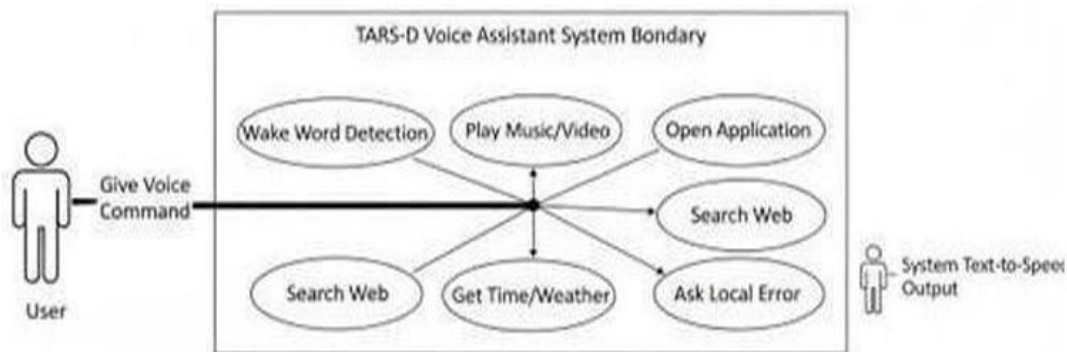 TARS-D Voice Assistant System Bondary
Wake Word Detection
Play Music/Video
Open Application
Give Voice
Command
Search Web
Search Web
Get Time/Weather
Ask Local Error
User
System Text-to-Speec
Output